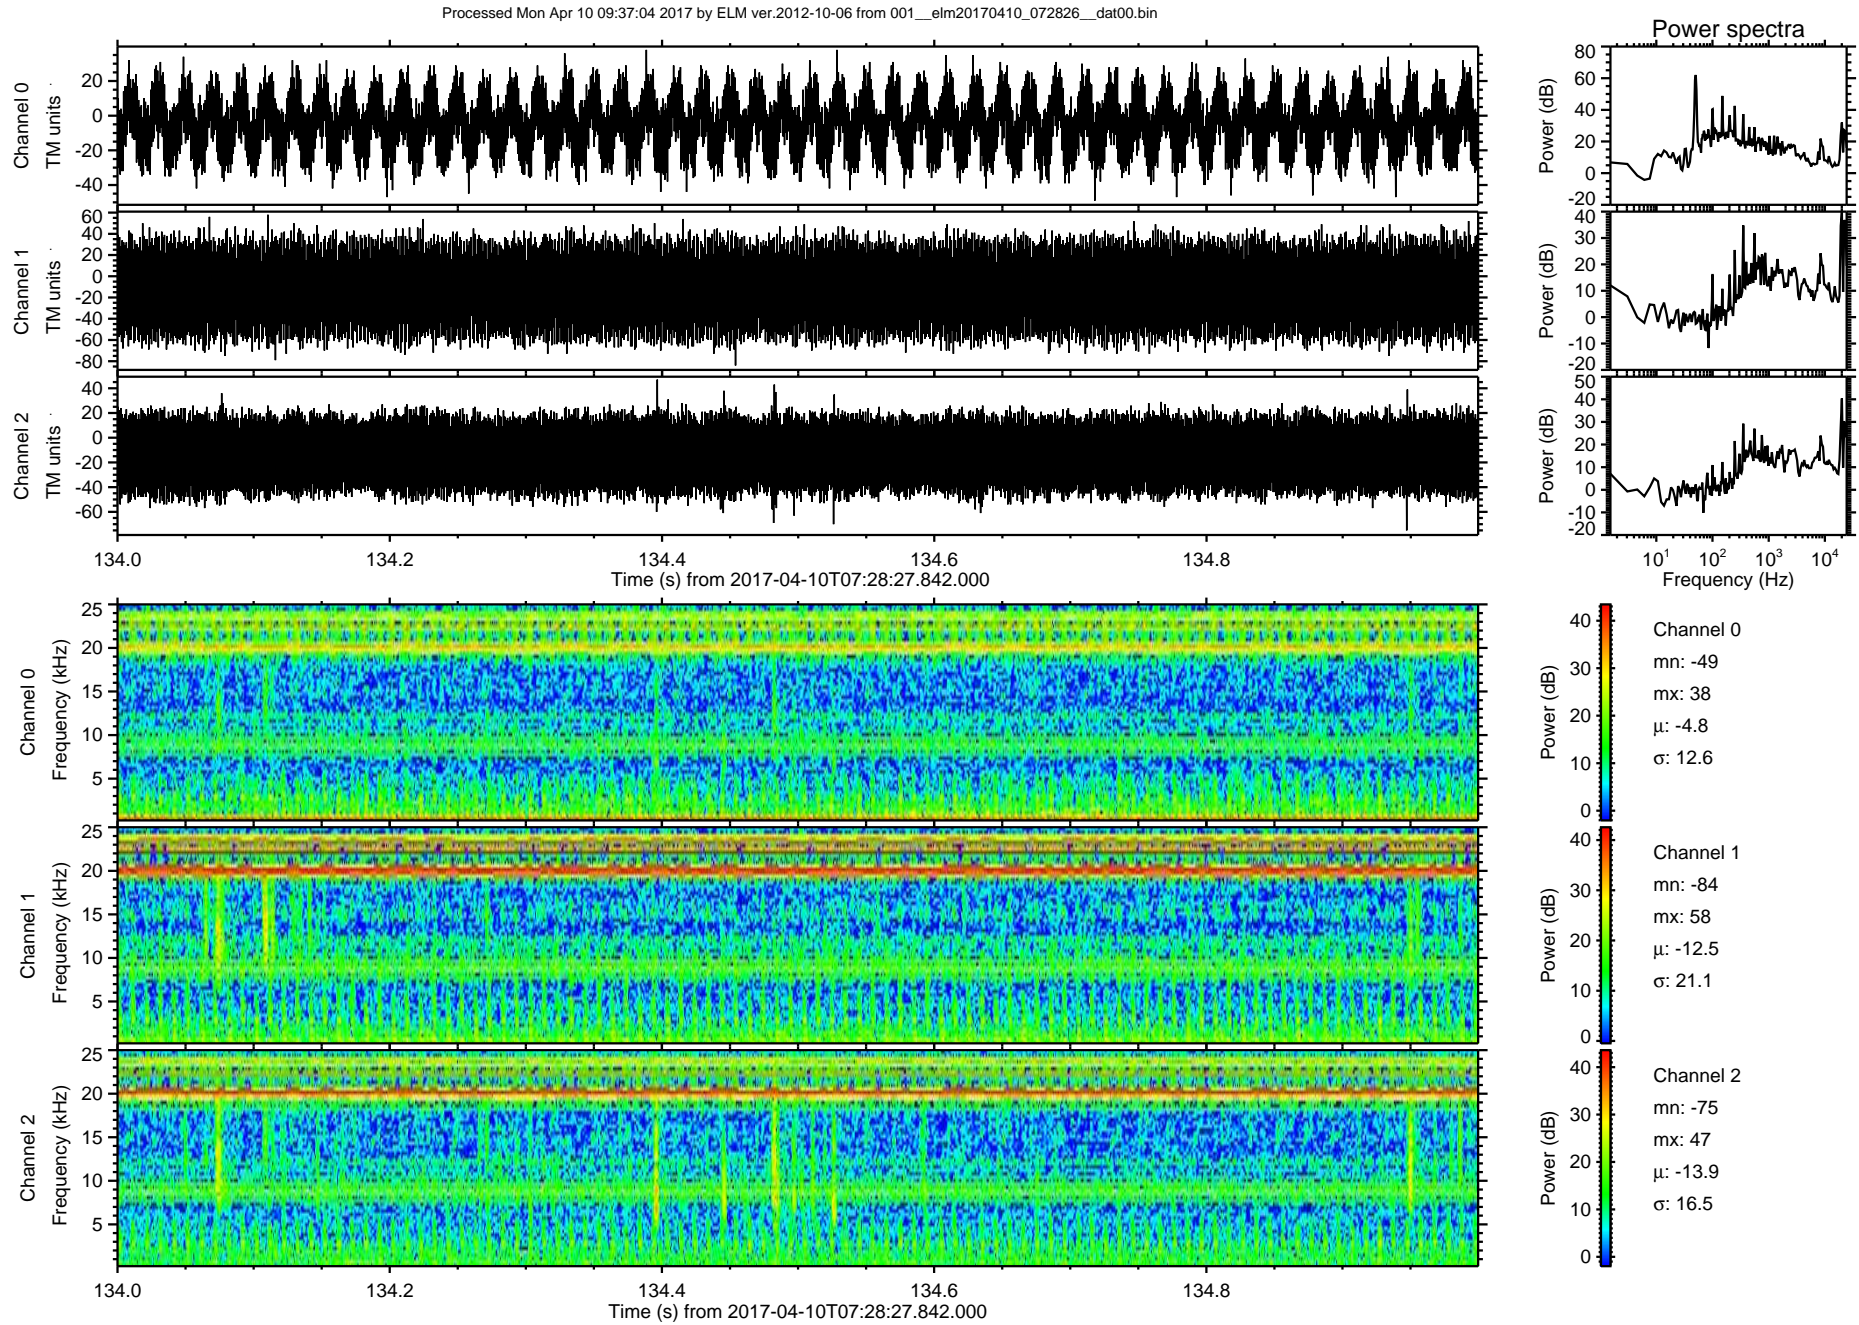 Processed Mon Apr 10 09:37:04 2017 by ELM ver.2012-10-06 from 001__elm20170410_072826__dat00.bin
Power spectra
Channel 0
TM units
20
0
-20
-40
Power (dB)
80
60
40
20
0
-20
Channel 1
TM units
60
40
20
0
-20
-40
-60
-80
Power (dB)
40
30
20
10
0
-10
-20
Channel 2
TM units
40
20
0
-20
-40
-60
Power (dB)
50
40
30
20
10
0
-10
-20
134.0 134.2 134.4 134.6 134.8
Time (s) from 2017-04-10T07:28:27.842.000
10¹ 10² 10³ 10⁴
Frequency (Hz)
Channel 0
Frequency (kHz)
25
20
15
10
5
Power (dB)
40
30
20
10
0
Channel 0
mn: -49
mx: 38
μ: -4.8
σ: 12.6
Channel 1
Frequency (kHz)
25
20
15
10
5
Power (dB)
40
30
20
10
0
Channel 1
mn: -84
mx: 58
μ: -12.5
σ: 21.1
Channel 2
Frequency (kHz)
25
20
15
10
5
Power (dB)
40
30
20
10
0
Channel 2
mn: -75
mx: 47
μ: -13.9
σ: 16.5
134.0 134.2 134.4 134.6 134.8
Time (s) from 2017-04-10T07:28:27.842.000